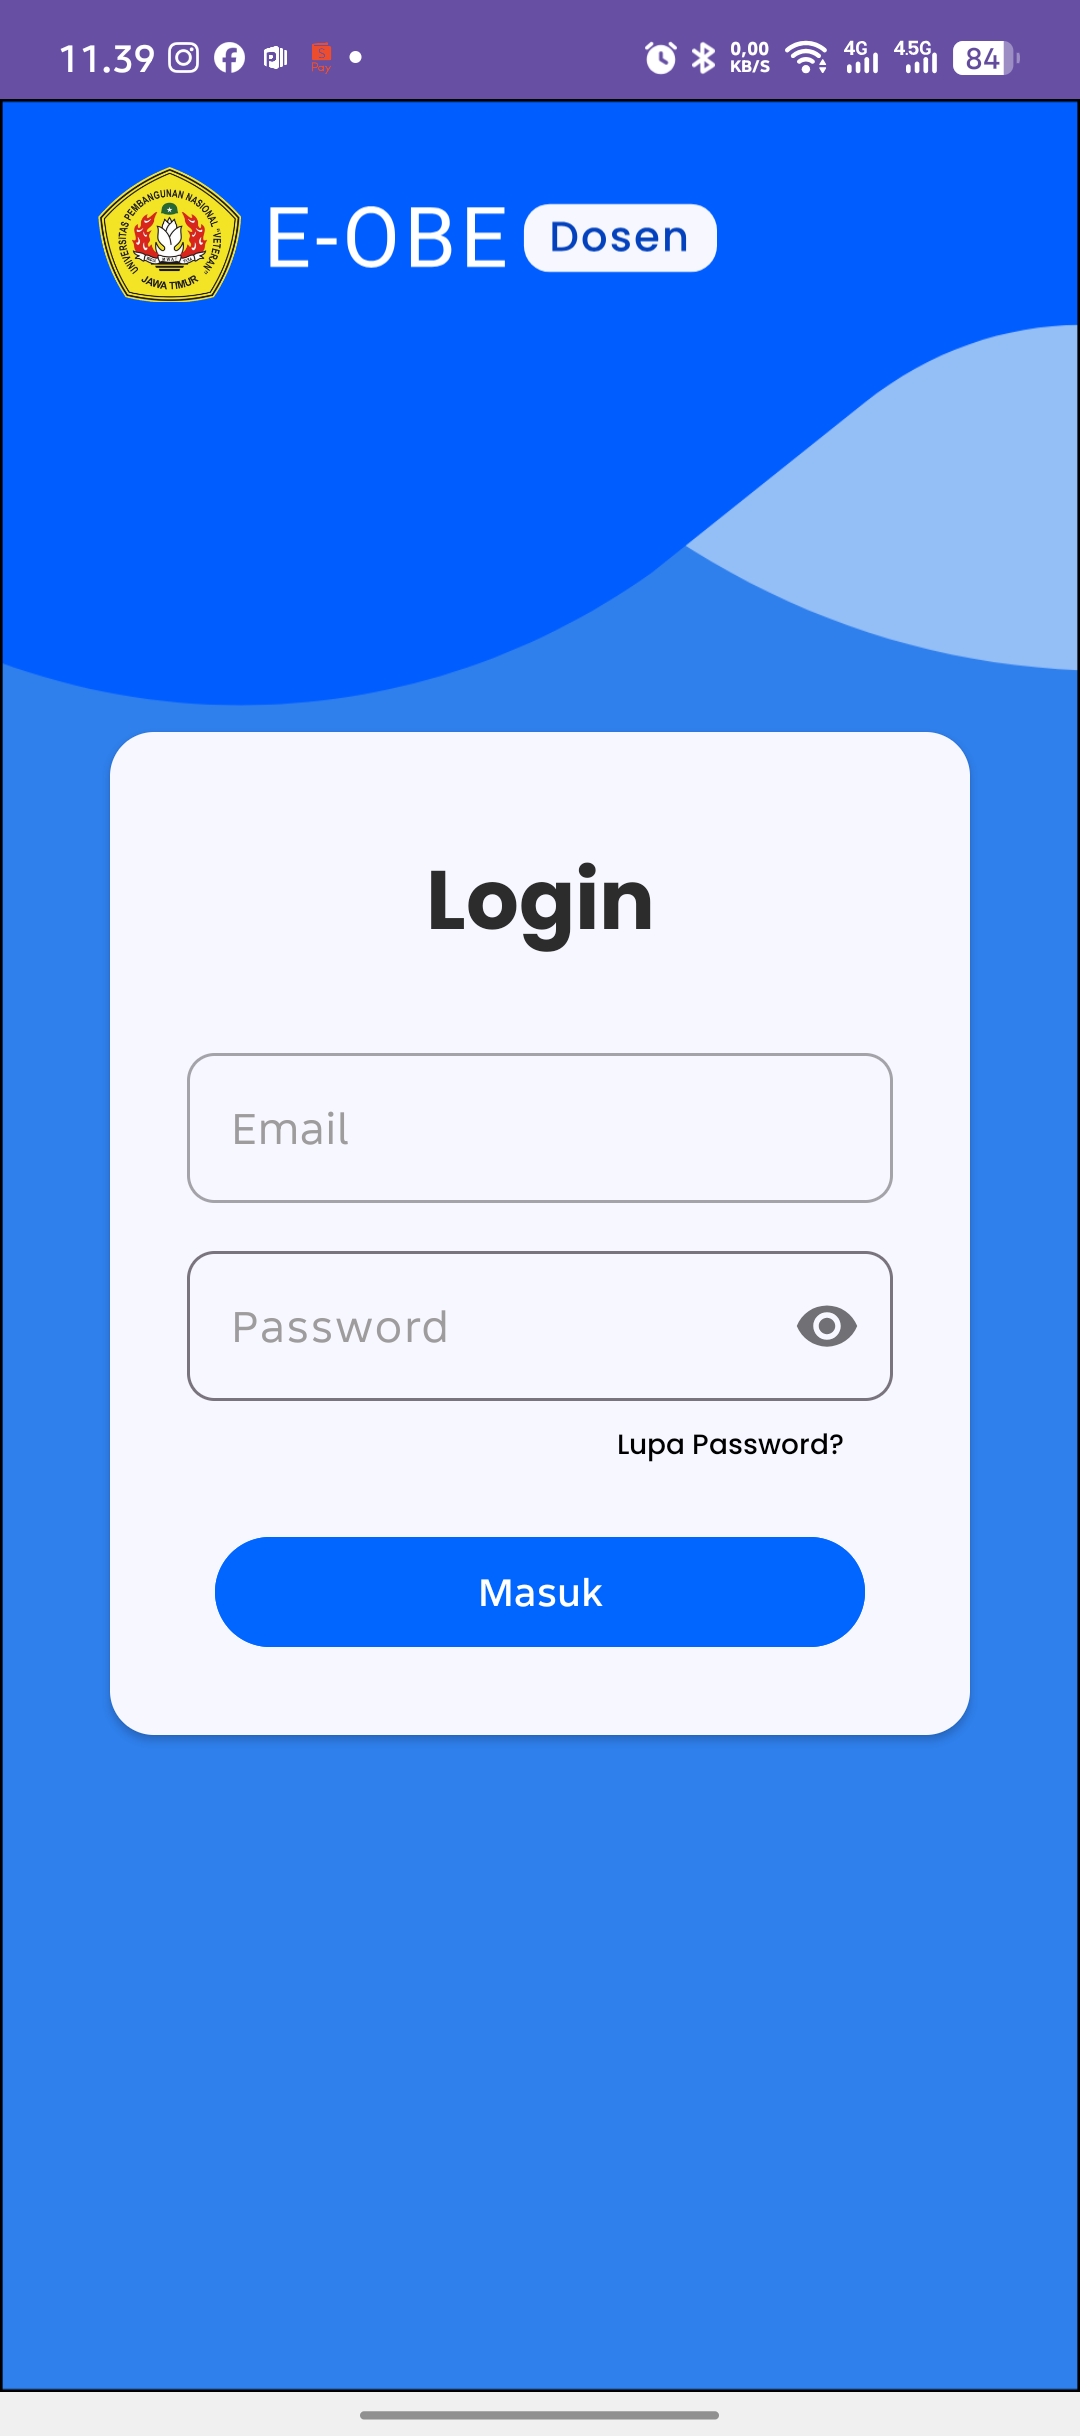 11.39 Pay 0,00 KB/S 4G 4.5G 84
UNIVERSITAS PEMBANGUNAN NASIONAL "VETERAN"
JAWA TIMUR
E-OBE Dosen
Login
Email
Password
Lupa Password?
Masuk